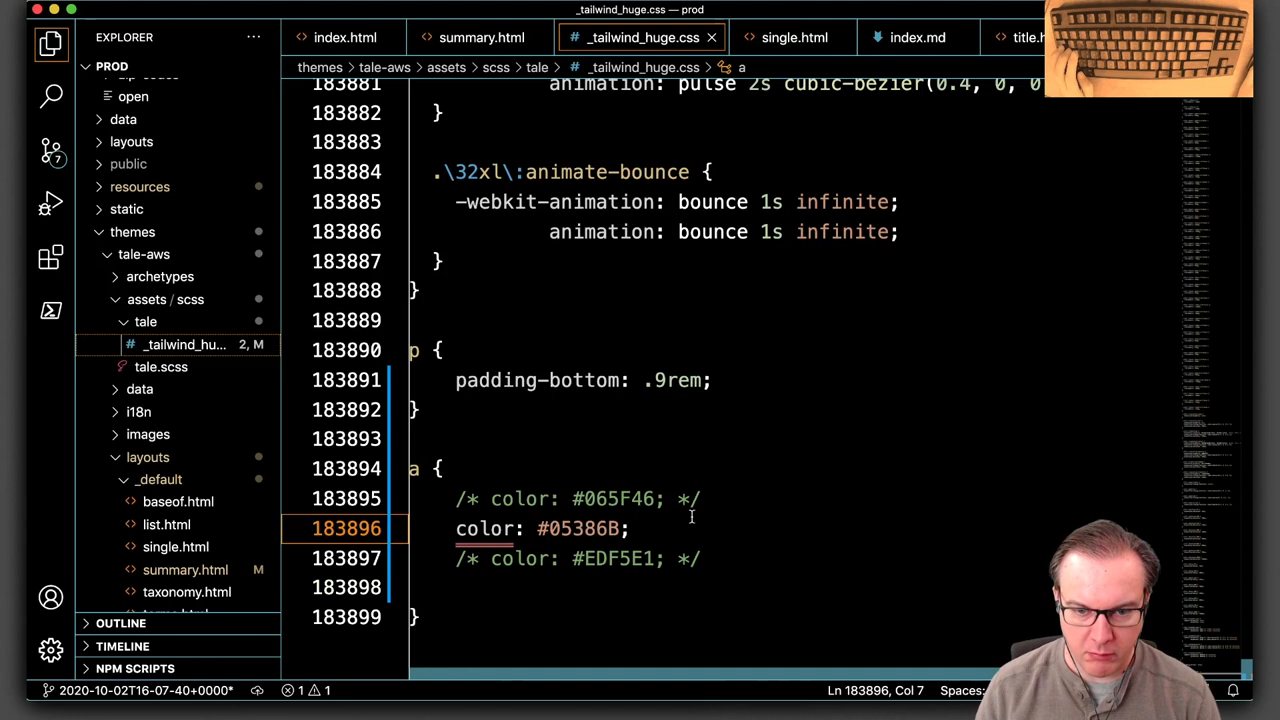 _tailwind_huge.css — prod
EXPLORER
index.html
summary.html
# _tailwind_huge.css
single.html
index.md
PROD
themes > tale.aws > assets > scss > tale > # _tailwind_huge.css > a
open
data
layouts
public
resources
static
themes
tale.aws
archetypes
assets / scss
tale
# _tailwind_hu... 2, M
tale.scss
data
i18n
images
layouts
_default
baseof.html
list.html
single.html
summary.html M
taxonomy.html
OUTLINE
TIMELINE
NPM SCRIPTS
183881 animation: pulse 2s cubic-bezier(0.4, 0, 0
183882 }
183883
183884 .\32xl\:animate-bounce {
183885 -webkit-animation: bounce 1s infinite;
183886 animation: bounce 1s infinite;
183887 }
183888 }
183889
183890 p {
183891 padding-bottom: .9rem;
183892 }
183893
183894 a {
183895 /* color: #065F46; */
183896 color: #05386B;
183897 /* color: #EDF5E1; */
183898
183899 }
2020-10-02T16-07-40+0000*
1 1
Ln 183896, Col 7
Spaces: